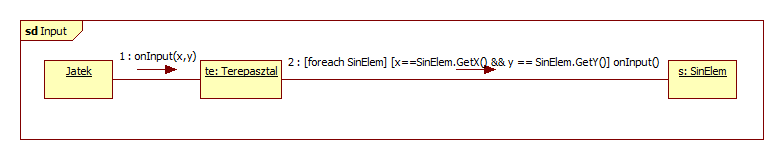 sd Input
1 : onInput(x,y)
2 : [foreach SinElem] [x==SinElem.GetX() && y == SinElem.GetY()] onInput()
Jatek
te: Terepasztal
s: SinElem